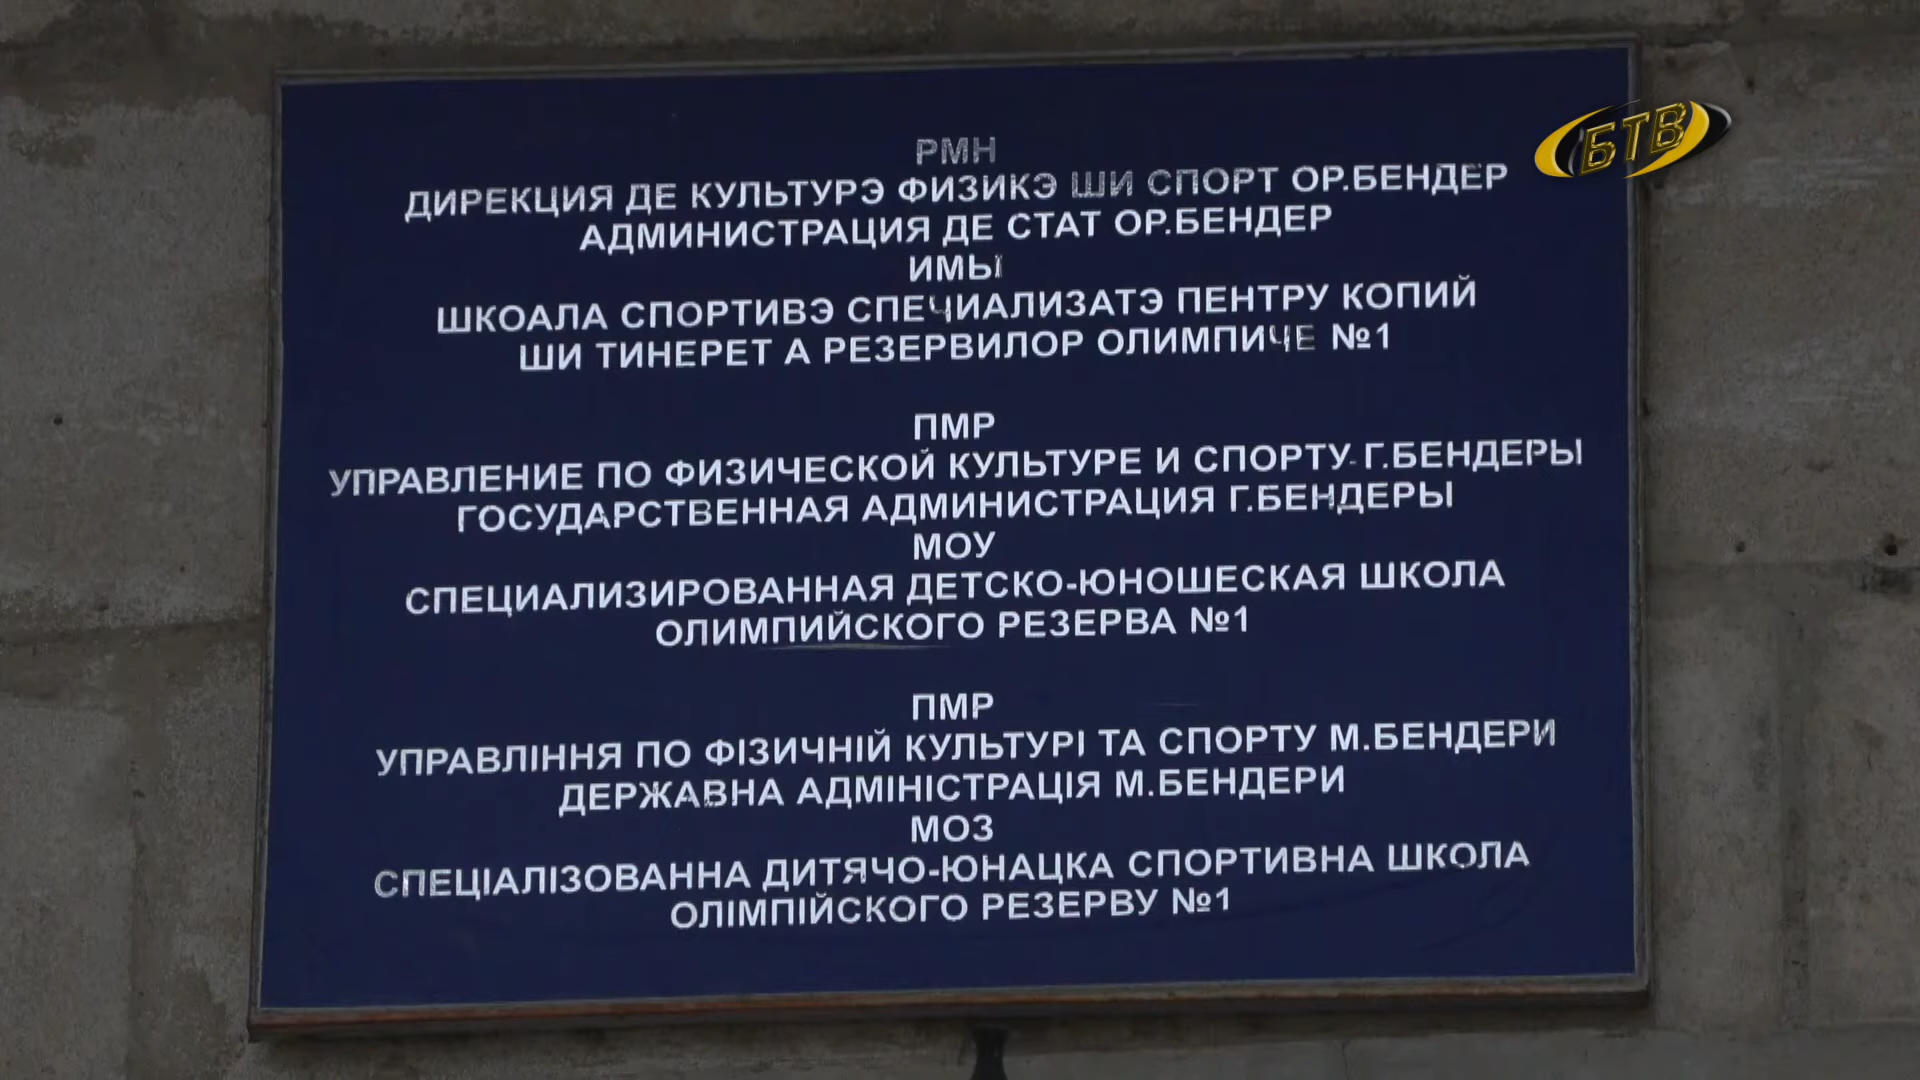 РМН
ДИРЕКЦИЯ ДЕ КУЛЬТУРЭ ФИЗИКЭ ШИ СПОРТ ОР.БЕНДЕР
АДМИНИСТРАЦИЯ ДЕ СТАТ ОР.БЕНДЕР
ИМЫ
ШКОАЛА СПОРТИВЭ СПЕЧИАЛИЗАТЭ ПЕНТРУ КОПИЙ
ШИ ТИНЕРЕТ А РЕЗЕРВИЛОР ОЛИМПИЧЕ №1
ПМР
УПРАВЛЕНИЕ ПО ФИЗИЧЕСКОЙ КУЛЬТУРЕ И СПОРТУ Г.БЕНДЕРЫ
ГОСУДАРСТВЕННАЯ АДМИНИСТРАЦИЯ Г.БЕНДЕРЫ
МОУ
СПЕЦИАЛИЗИРОВАННАЯ ДЕТСКО-ЮНОШЕСКАЯ ШКОЛА
ОЛИМПИЙСКОГО РЕЗЕРВА №1
ПМР
УПРАВЛІННЯ ПО ФІЗИЧНІЙ КУЛЬТУРІ ТА СПОРТУ М.БЕНДЕРИ
ДЕРЖАВНА АДМІНІСТРАЦІЯ М.БЕНДЕРИ
МОЗ
СПЕЦІАЛІЗОВАННА ДИТЯЧО-ЮНАЦКА СПОРТИВНА ШКОЛА
ОЛІМПІЙСКОГО РЕЗЕРВУ №1
БТВ